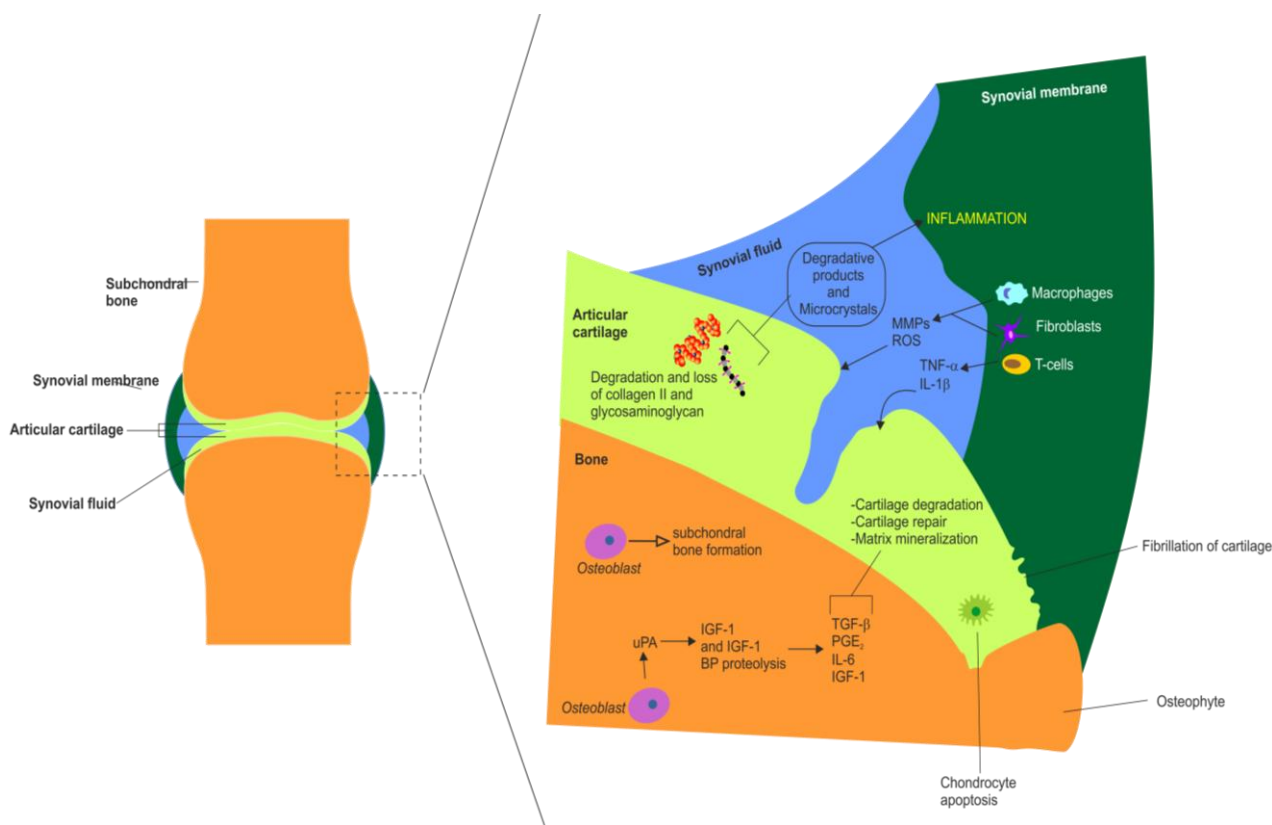 Subchondral
bone
Synovial membrane
Articular cartilage
Synovial fluid
Synovial membrane
INFLAMMATION
Synovial fluid
Degradative
products
and
Microcrystals
Macrophages
Fibroblasts
T-cells
MMPs
ROS
TNF-α
IL-1β
Articular
cartilage
Degradation and loss
of collagen II and
glycosaminoglycan
Bone
-Cartilage degradation
-Cartilage repair
-Matrix mineralization
Fibrillation of cartilage
subchondral
bone formation
Osteoblast
uPA
IGF-1
and IGF-1
BP proteolysis
TGF-β
PGE₂
IL-6
IGF-1
Osteoblast
Osteophyte
Chondrocyte
apoptosis